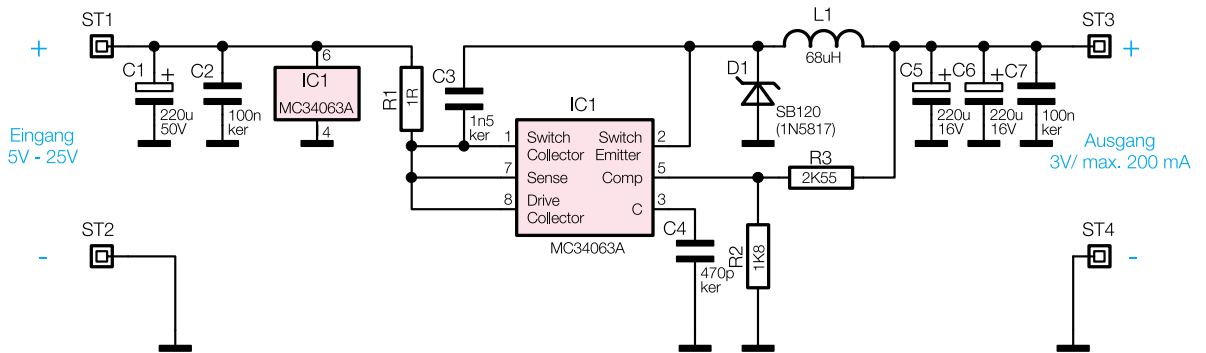 ST1
+
C1
+
220u
50V
C2
100n
ker
6
IC1
MC34063A
4
R1
1R
C3
1n5
ker
IC1
1
Switch
Collector
7
Sense
8
Drive
Collector
Switch
Emitter
2
Comp
5
C
3
MC34063A
C4
470p
ker
D1
SB120
(1N5817)
L1
68uH
R3
2K55
R2
1K8
C5
+
220u
16V
C6
+
220u
16V
C7
100n
ker
ST3
+
Eingang
5V - 25V
Ausgang
3V/ max. 200 mA
ST2
-
ST4
-